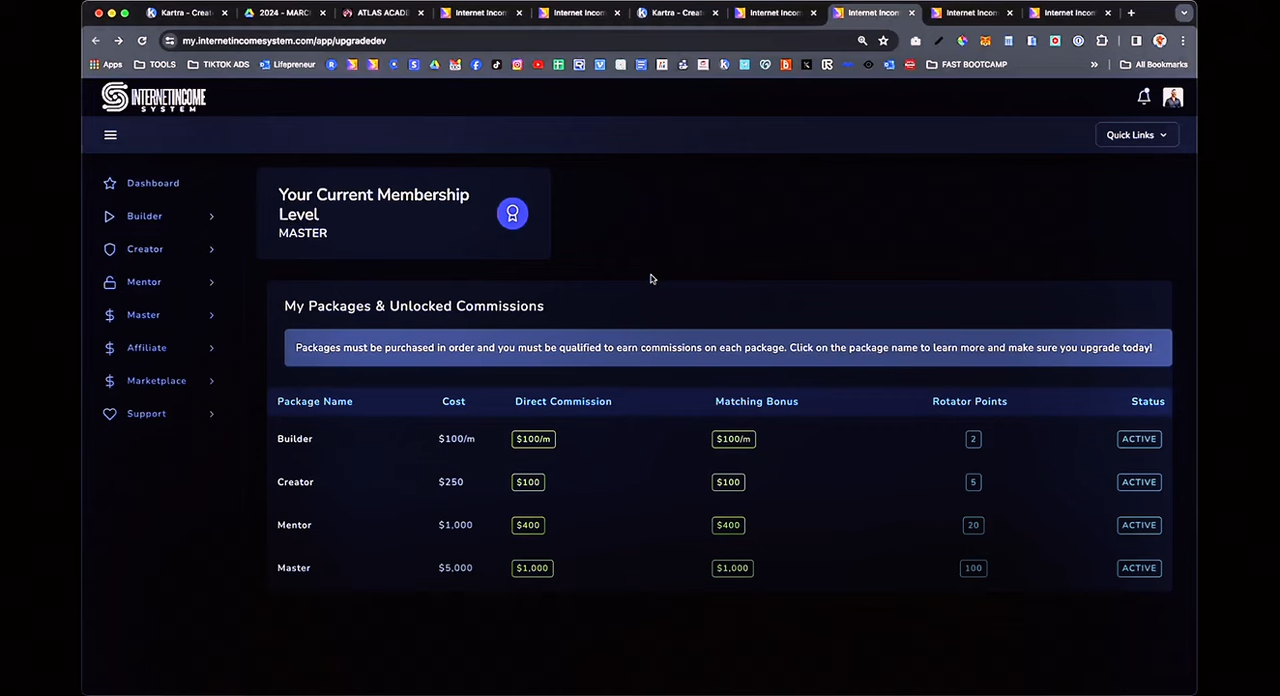 Kartra - Creat
2024 - MARC
ATLAS ACAD
Internet Incom
Internet Incom
Kartra - Creat
Internet Incom
Internet Incom
Internet Incom
Internet Incom
my.internetincomesystem.com/app/upgradedev
Apps
TOOLS
TIKTOK ADS
Lifepreneur
FAST BOOTCAMP
All Bookmarks
INTERNETINCOME
SYSTEM
Quick Links
Dashboard
Builder
Creator
Mentor
Master
Affiliate
Marketplace
Support
Your Current Membership
Level
MASTER
My Packages & Unlocked Commissions
Packages must be purchased in order and you must be qualified to earn commissions on each package. Click on the package name to learn more and make sure you upgrade today!
Package Name Cost Direct Commission Matching Bonus Rotator Points Status
Builder $100/m $100/m $100/m 2 ACTIVE
Creator $250 $100 $100 5 ACTIVE
Mentor $1,000 $400 $400 20 ACTIVE
Master $5,000 $1,000 $1,000 100 ACTIVE